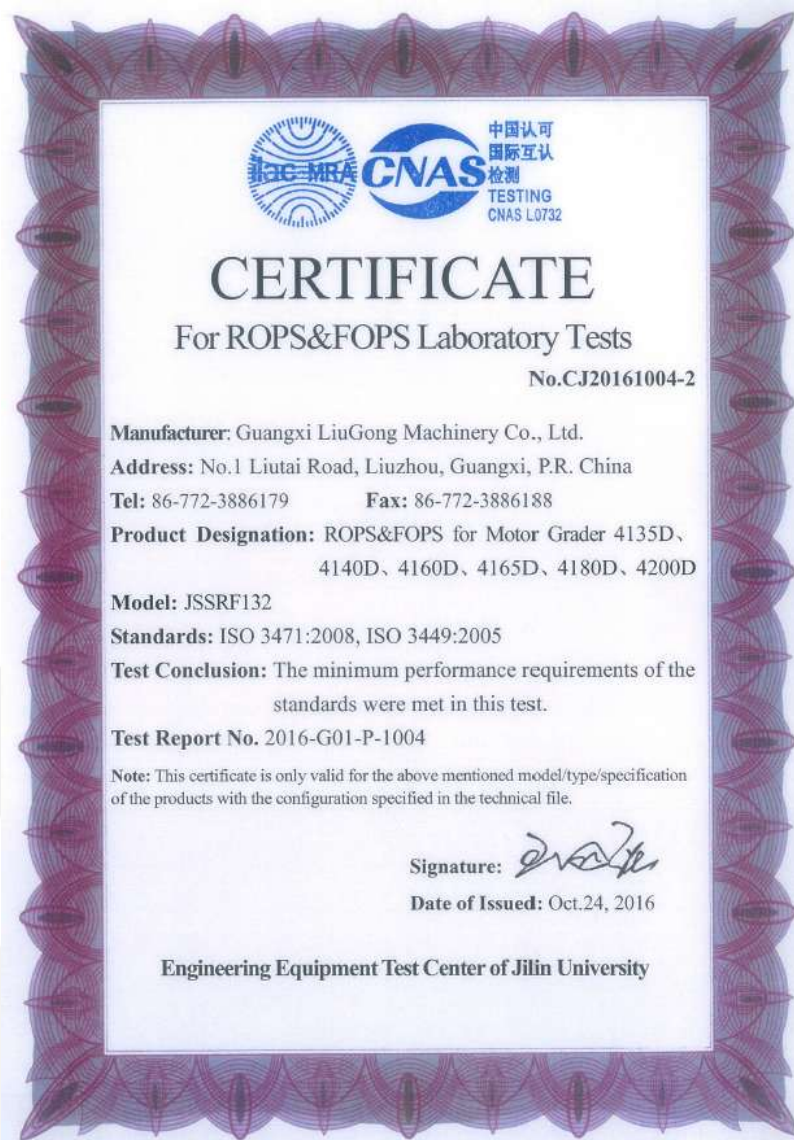 ilac-MRA
CNAS
中国认可
国际互认
检测
TESTING
CNAS L0732
CERTIFICATE
For ROPS&FOPS Laboratory Tests
No.CJ20161004-2
Manufacturer: Guangxi LiuGong Machinery Co., Ltd.
Address: No.1 Liutai Road, Liuzhou, Guangxi, P.R. China
Tel: 86-772-3886179 Fax: 86-772-3886188
Product Designation: ROPS&FOPS for Motor Grader 4135D、
4140D、4160D、4165D、4180D、4200D
Model: JSSRF132
Standards: ISO 3471:2008, ISO 3449:2005
Test Conclusion: The minimum performance requirements of the
standards were met in this test.
Test Report No. 2016-G01-P-1004
Note: This certificate is only valid for the above mentioned model/type/specification
of the products with the configuration specified in the technical file.
Signature:
Date of Issued: Oct.24, 2016
Engineering Equipment Test Center of Jilin University